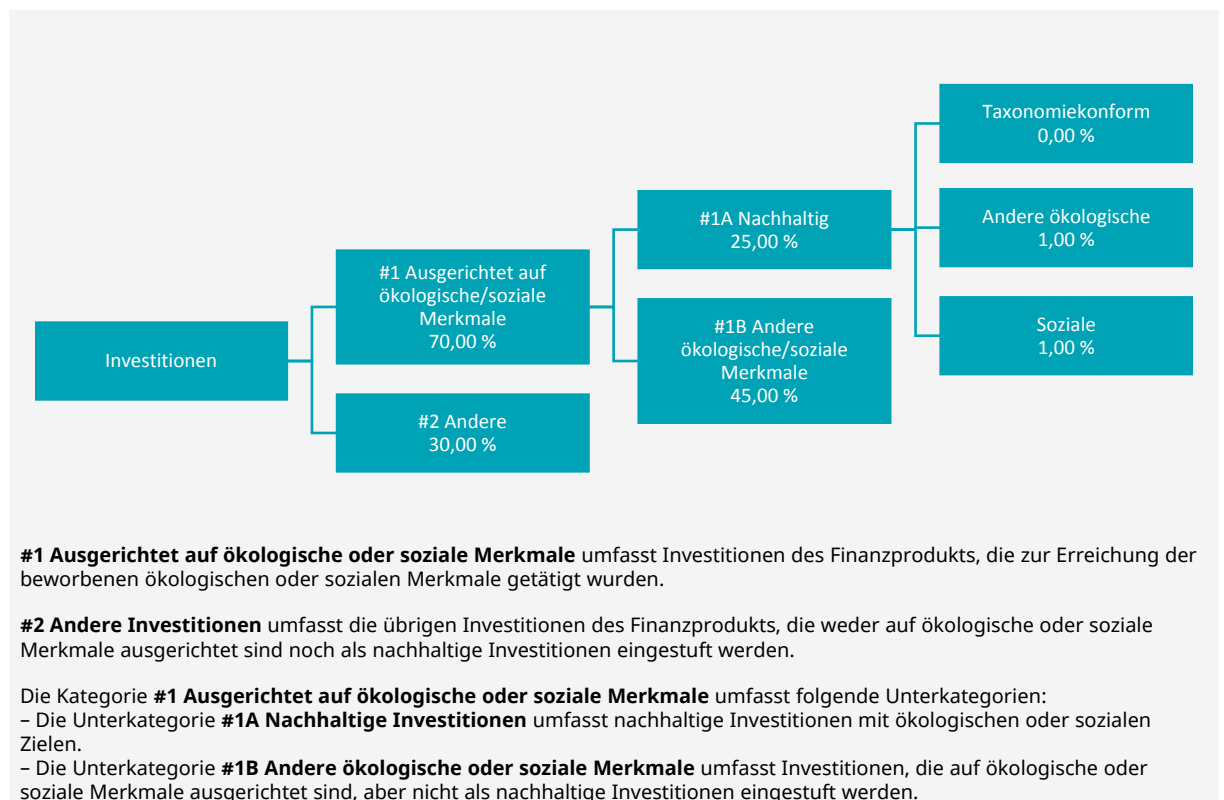 Taxonomiekonform
0,00 %
#1A Nachhaltig
25,00 %
Andere ökologische
1,00 %
#1 Ausgerichtet auf
ökologische/soziale
Merkmale
70,00 %
Investitionen
#1B Andere
ökologische/soziale
Merkmale
45,00 %
Soziale
1,00 %
#2 Andere
30,00 %
#1 Ausgerichtet auf ökologische oder soziale Merkmale umfasst Investitionen des Finanzprodukts, die zur Erreichung der
beworbenen ökologischen oder sozialen Merkmale getätigt wurden.
#2 Andere Investitionen umfasst die übrigen Investitionen des Finanzprodukts, die weder auf ökologische oder soziale
Merkmale ausgerichtet sind noch als nachhaltige Investitionen eingestuft werden.
Die Kategorie #1 Ausgerichtet auf ökologische oder soziale Merkmale umfasst folgende Unterkategorien:
– Die Unterkategorie #1A Nachhaltige Investitionen umfasst nachhaltige Investitionen mit ökologischen oder sozialen
Zielen.
– Die Unterkategorie #1B Andere ökologische oder soziale Merkmale umfasst Investitionen, die auf ökologische oder
soziale Merkmale ausgerichtet sind, aber nicht als nachhaltige Investitionen eingestuft werden.